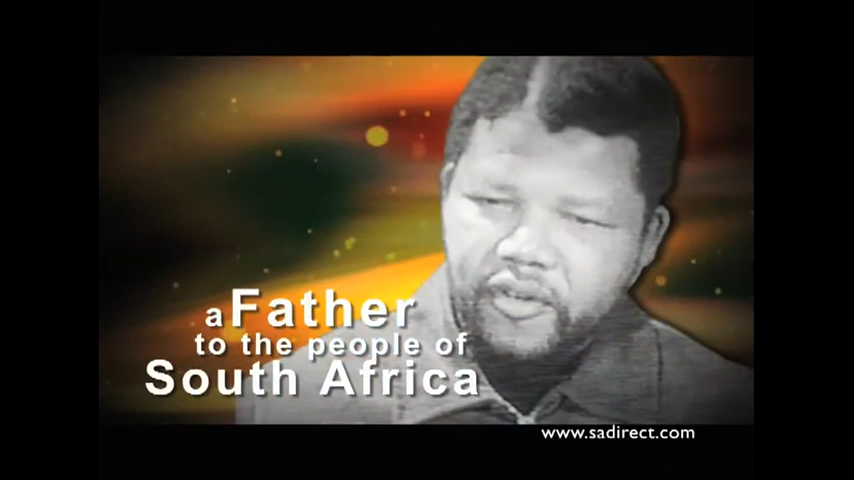 a Father
to the people of
South Africa
www.sadirect.com